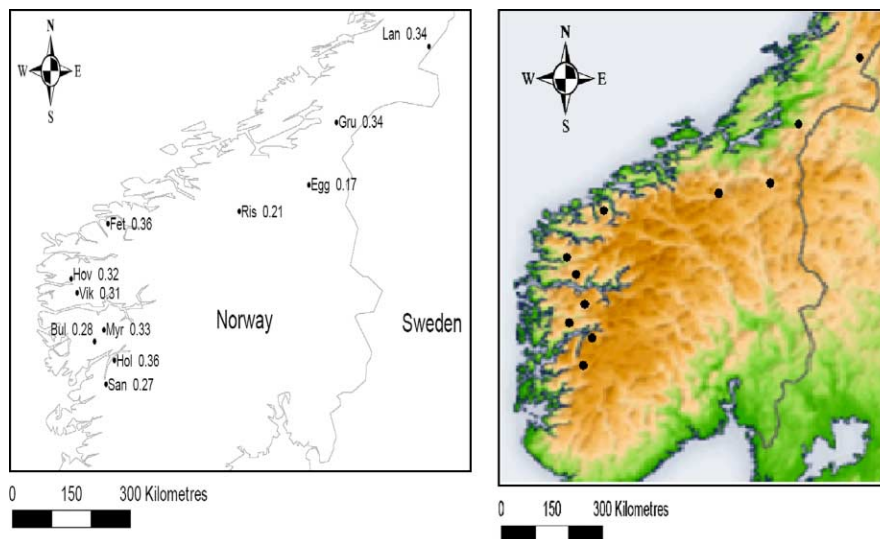 N
W E
S
Lan 0.34
Gru 0.34
Egg 0.17
Ris 0.21
Fet 0.36
Hov 0.32
Vik 0.31
Bul 0.28 Myr 0.33
Hol 0.36
San 0.27
Norway
Sweden
0 150 300 Kilometres
N
W E
S
0 150 300 Kilometres